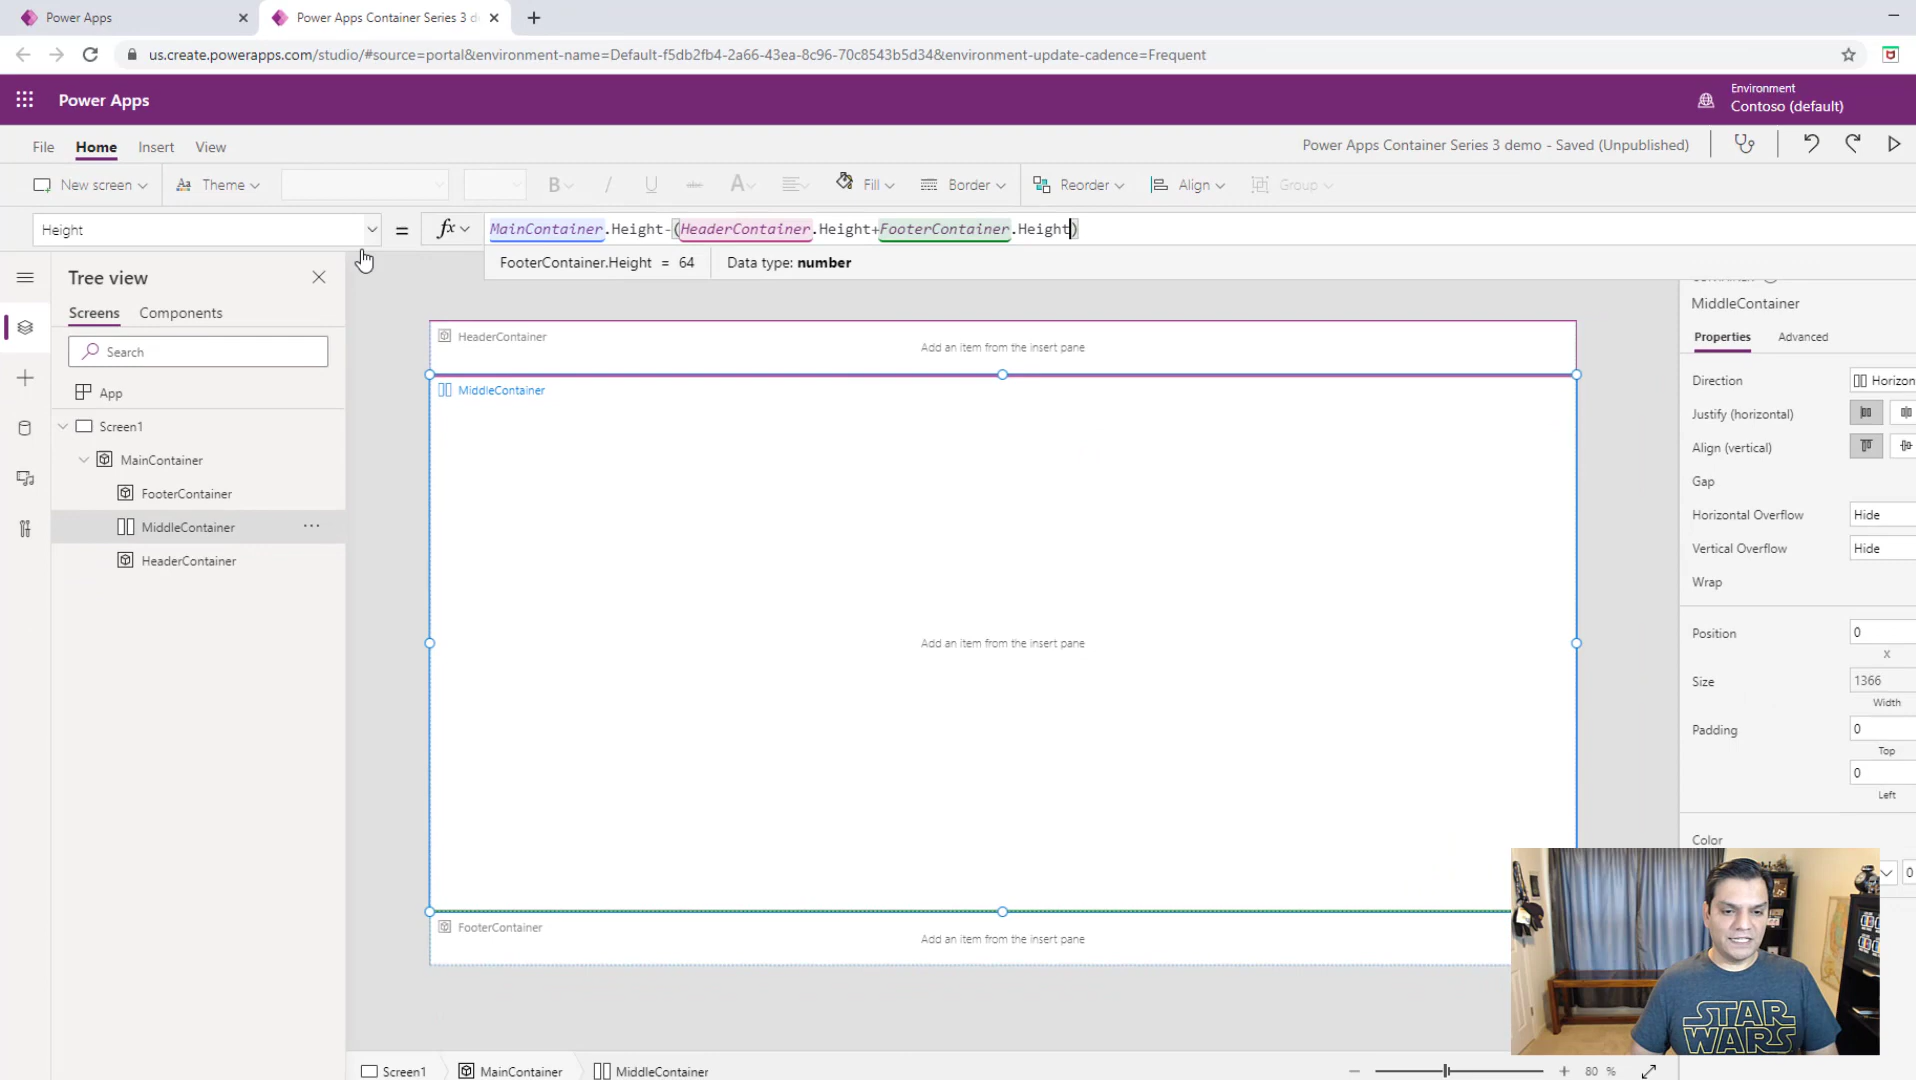 Power Apps
Power Apps Container Series 3 d
us.create.powerapps.com/studio/#source=portal&environment-name=Default-f5db2fb4-2a66-43ea-8c96-70c8543b5d34&environment-update-cadence=Frequent
Power Apps
Environment
Contoso (default)
File
Home
Insert
View
Power Apps Container Series 3 demo - Saved (Unpublished)
New screen
Aa Theme
B
/
U
abc
A
Fill
Border
Reorder
Align
Group
Height
=
fx
MainContainer.Height-(HeaderContainer.Height+FooterContainer.Height)
FooterContainer.Height = 64
Data type: number
Tree view
Screens
Components
Search
App
Screen1
MainContainer
FooterContainer
MiddleContainer
HeaderContainer
HeaderContainer
Add an item from the insert pane
MiddleContainer
Add an item from the insert pane
FooterContainer
Add an item from the insert pane
MiddleContainer
Properties
Advanced
Direction
Horizon
Justify (horizontal)
Align (vertical)
Gap
Horizontal Overflow
Hide
Vertical Overflow
Hide
Wrap
Position
0
X
Size
1366
Width
Padding
0
Top
0
Left
Color
0
STAR WARS
Screen1
MainContainer
MiddleContainer
80 %